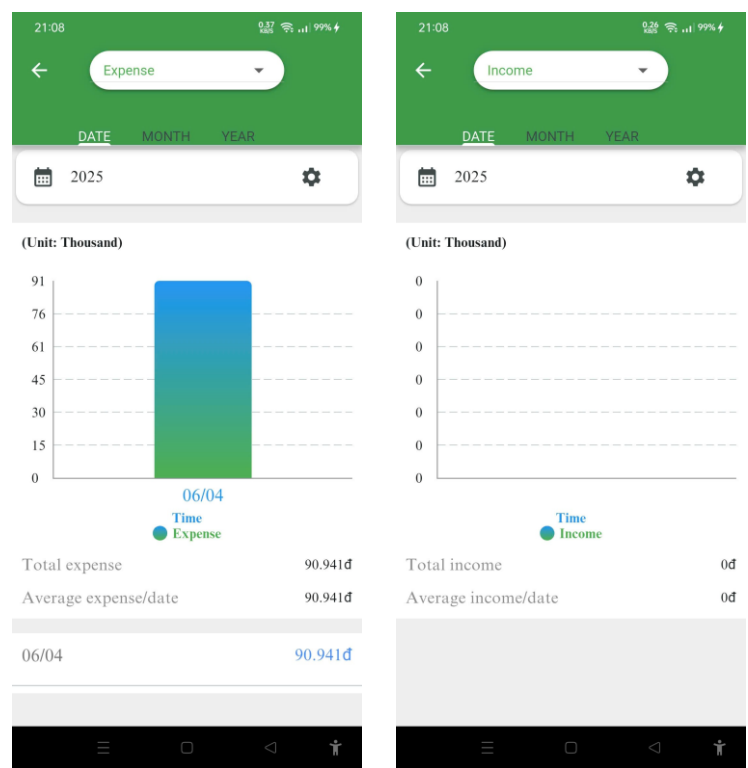 21:08
0.37 KB/S
99%
Expense
DATE MONTH YEAR
2025
(Unit: Thousand)
91
76
61
45
30
15
0
06/04
Time
Expense
Total expense 90.941đ
Average expense/date 90.941đ
06/04 90.941đ
21:08
0.26 KB/S
99%
Income
DATE MONTH YEAR
2025
(Unit: Thousand)
0
0
0
0
0
0
0
Time
Income
Total income 0đ
Average income/date 0đ